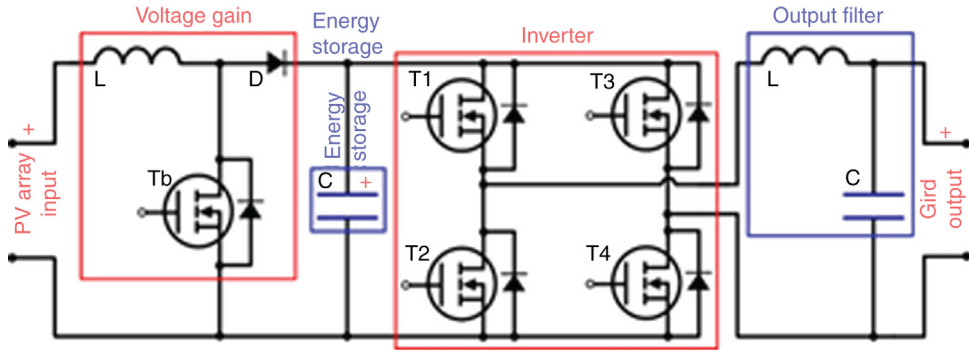 Voltage gain
Energy
storage
Inverter
Output filter
L
D
T1
T3
L
+
PV array
input
Tb
Energy
storage
C
+
C
+
Gird
output
T2
T4